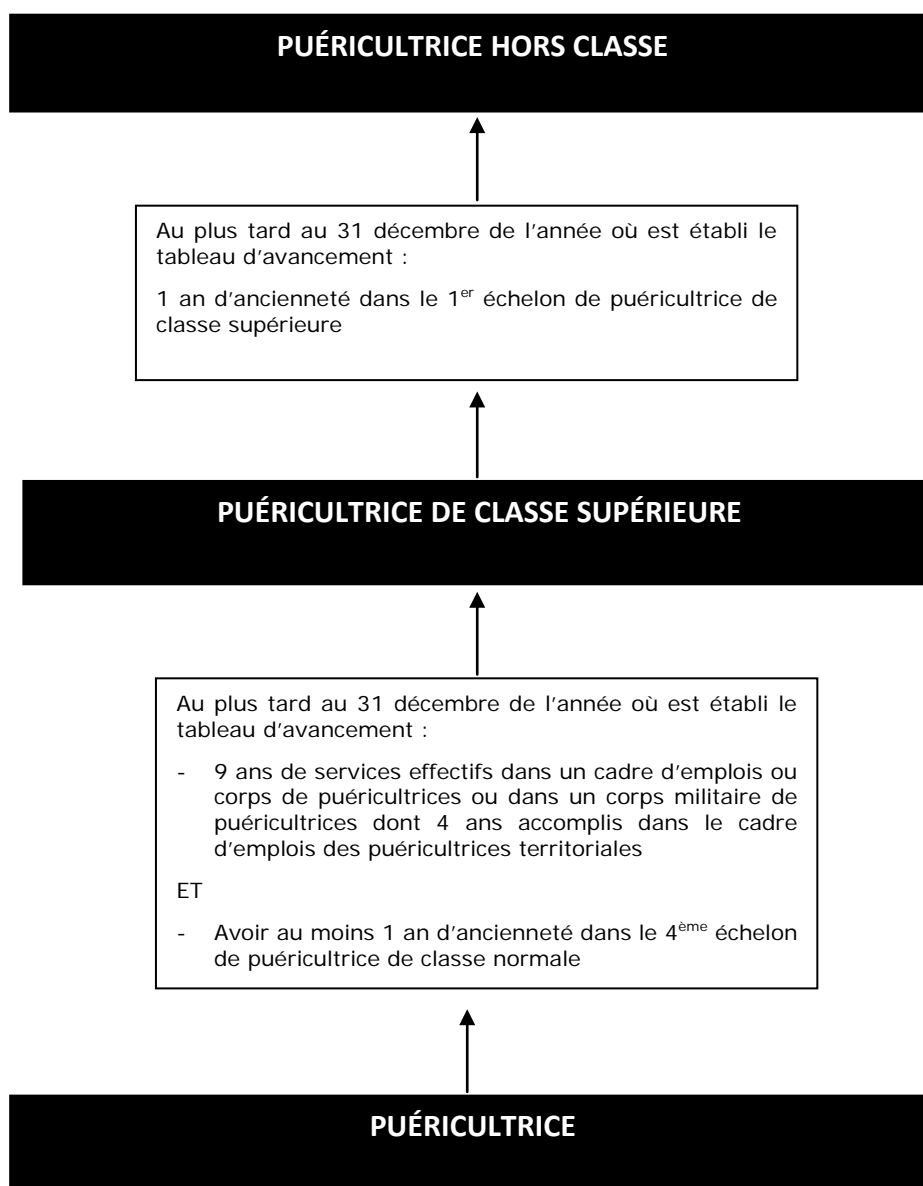 PUÉRICULTRICE HORS CLASSE
Au plus tard au 31 décembre de l'année où est établi le
tableau d'avancement :
1 an d'ancienneté dans le 1er échelon de puéricultrice de
classe supérieure
PUÉRICULTRICE DE CLASSE SUPÉRIEURE
Au plus tard au 31 décembre de l'année où est établi le
tableau d'avancement :
- 9 ans de services effectifs dans un cadre d'emplois ou
corps de puéricultrices ou dans un corps militaire de
puéricultrices dont 4 ans accomplis dans le cadre
d'emplois des puéricultrices territoriales
ET
- Avoir au moins 1 an d'ancienneté dans le 4ème échelon
de puéricultrice de classe normale
PUÉRICULTRICE